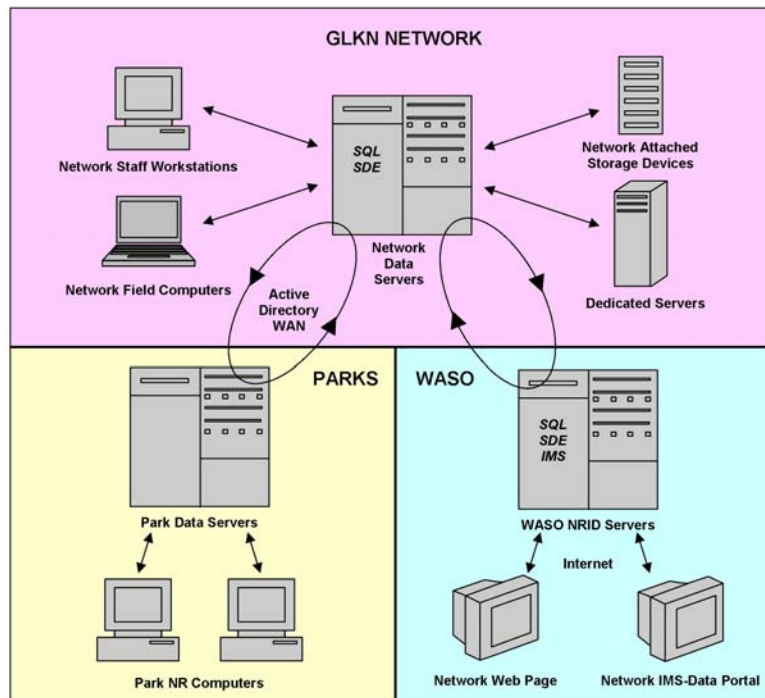 GLKN NETWORK
SQL
SDE
Network Staff Workstations
Network Attached
Storage Devices
Network Field Computers
Network
Data
Servers
Dedicated Servers
Active
Directory
WAN
PARKS
WASO
SQL
SDE
IMS
Park Data Servers
WASO NRID Servers
Internet
Park NR Computers
Network Web Page
Network IMS-Data Portal